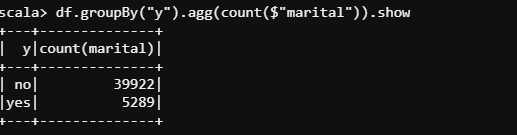 scala> df.groupBy("y").agg(count($"marital")).show
+---+--------------+
|  y|count(marital)|
+---+--------------+
| no|         39922|
|yes|          5289|
+---+--------------+